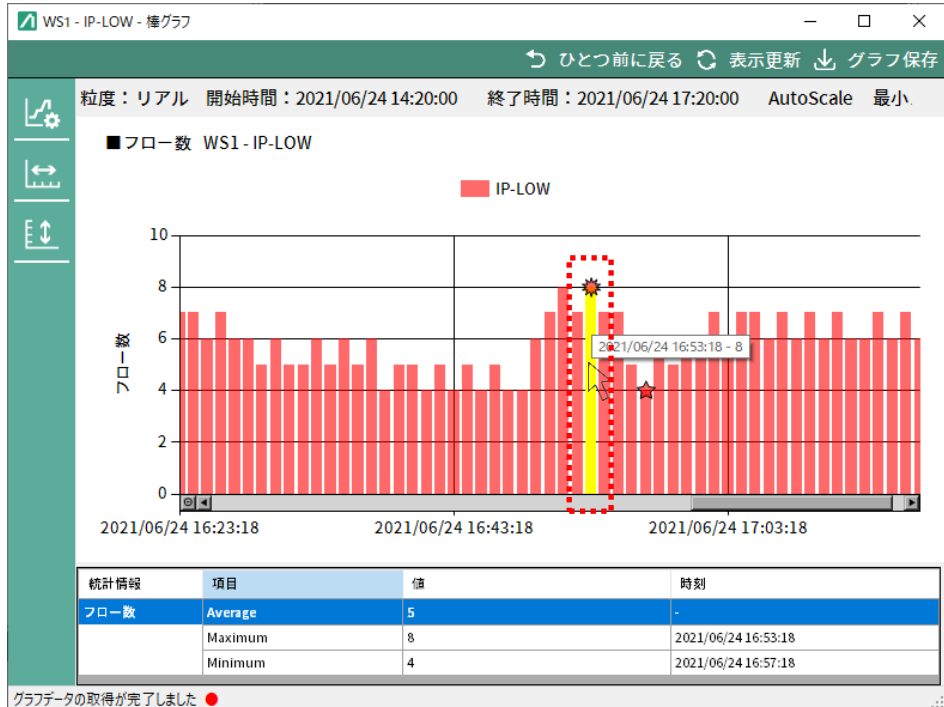 WS1 - IP-LOW - 棒グラフ
ひとつ前に戻る 表示更新 グラフ保存
粒度：リアル 開始時間：2021/06/24 14:20:00 終了時間：2021/06/24 17:20:00 AutoScale 最小
■フロー数 WS1 - IP-LOW
IP-LOW
フロー数
10
8
6
4
2
0
2021/06/24 16:53:18 - 8
2021/06/24 16:23:18 2021/06/24 16:43:18 2021/06/24 17:03:18
統計情報 項目 値 時刻
フロー数 Average 5 -
Maximum 8 2021/06/24 16:53:18
Minimum 4 2021/06/24 16:57:18
グラフデータの取得が完了しました